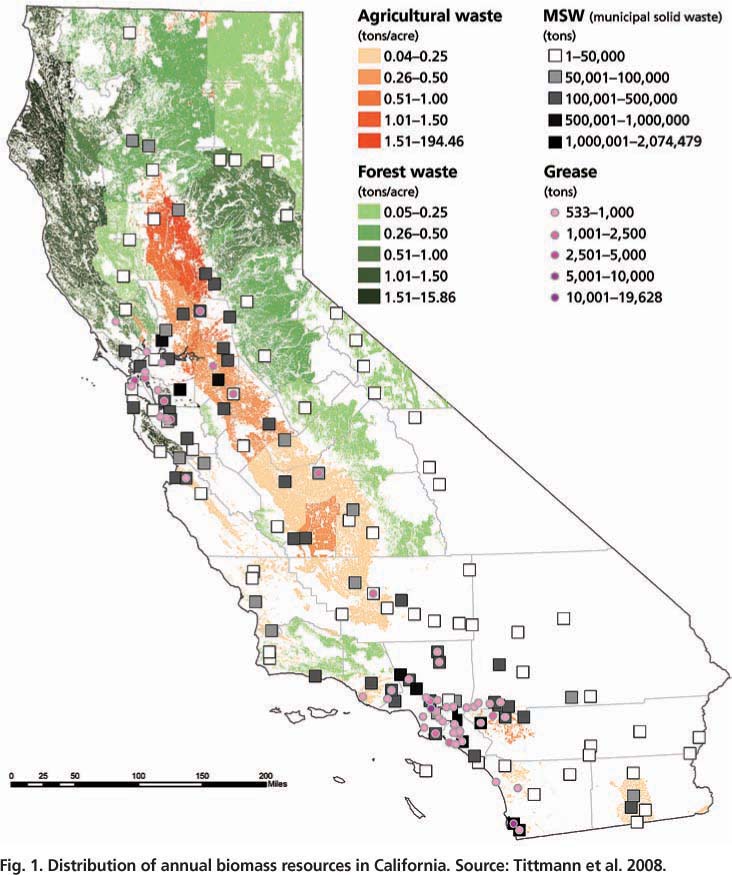 Agricultural waste
(tons/acre)
0.04–0.25
0.26–0.50
0.51–1.00
1.01–1.50
1.51–194.46
MSW (municipal solid waste)
(tons)
1–50,000
50,001–100,000
100,001–500,000
500,001–1,000,000
1,000,001–2,074,479
Forest waste
(tons/acre)
0.05–0.25
0.26–0.50
0.51–1.00
1.01–1.50
1.51–15.86
Grease
(tons)
533–1,000
1,001–2,500
2,501–5,000
5,001–10,000
10,001–19,628
0 25 50 100 150 200
Miles
Fig. 1. Distribution of annual biomass resources in California. Source: Tittmann et al. 2008.